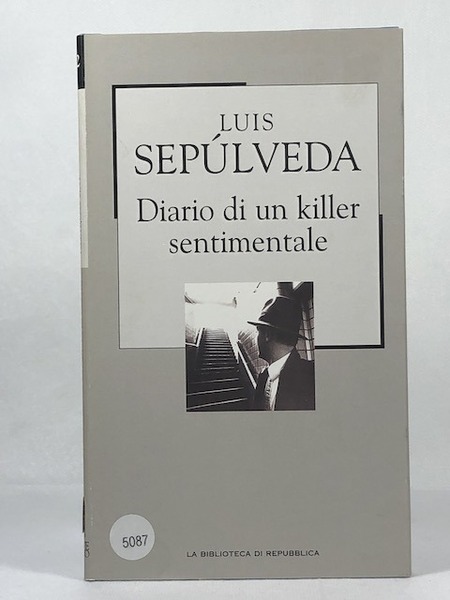 LUIS
SEPÚLVEDA
Diario di un killer
sentimentale
5087
LA BIBLIOTECA DI REPUBBLICA